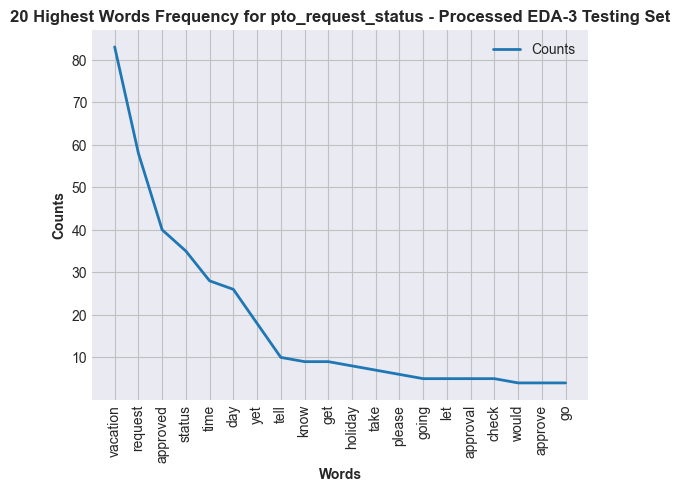 20 Highest Words Frequency for pto_request_status - Processed EDA-3 Testing Set
Counts
80
70
60
50
40
30
20
10
Counts
vacation
request
approved
status
time
day
yet
tell
know
get
holiday
take
please
going
let
approval
check
would
approve
go
Words